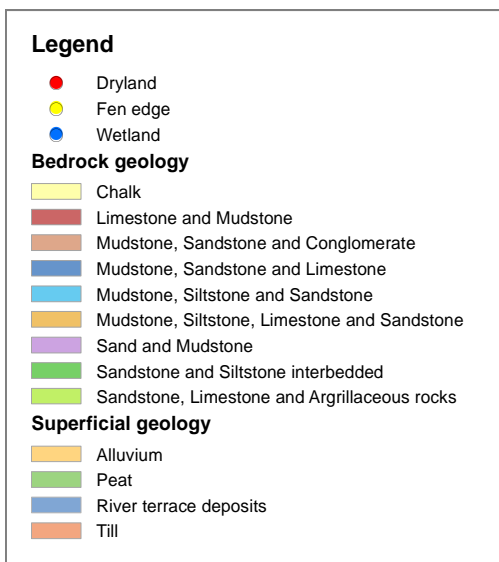 Legend
Dryland
Fen edge
Wetland
Bedrock geology
Chalk
Limestone and Mudstone
Mudstone, Sandstone and Conglomerate
Mudstone, Sandstone and Limestone
Mudstone, Siltstone and Sandstone
Mudstone, Siltstone, Limestone and Sandstone
Sand and Mudstone
Sandstone and Siltstone interbedded
Sandstone, Limestone and Argrillaceous rocks
Superficial geology
Alluvium
Peat
River terrace deposits
Till